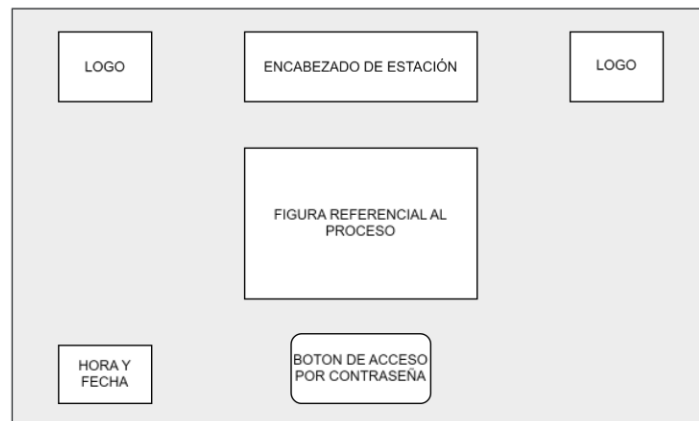 LOGO
ENCABEZADO DE ESTACIÓN
LOGO
FIGURA REFERENCIAL AL
PROCESO
HORA Y
FECHA
BOTON DE ACCESO
POR CONTRASEÑA